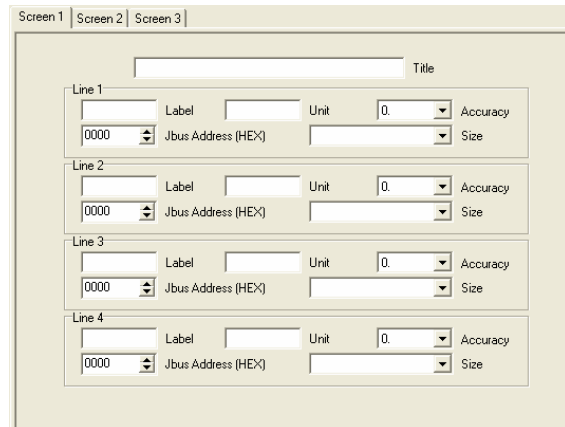 Screen 1 Screen 2 Screen 3
Title
Line 1
Label Unit 0. Accuracy
0000 Jbus Address (HEX) Size
Line 2
Label Unit 0. Accuracy
0000 Jbus Address (HEX) Size
Line 3
Label Unit 0. Accuracy
0000 Jbus Address (HEX) Size
Line 4
Label Unit 0. Accuracy
0000 Jbus Address (HEX) Size